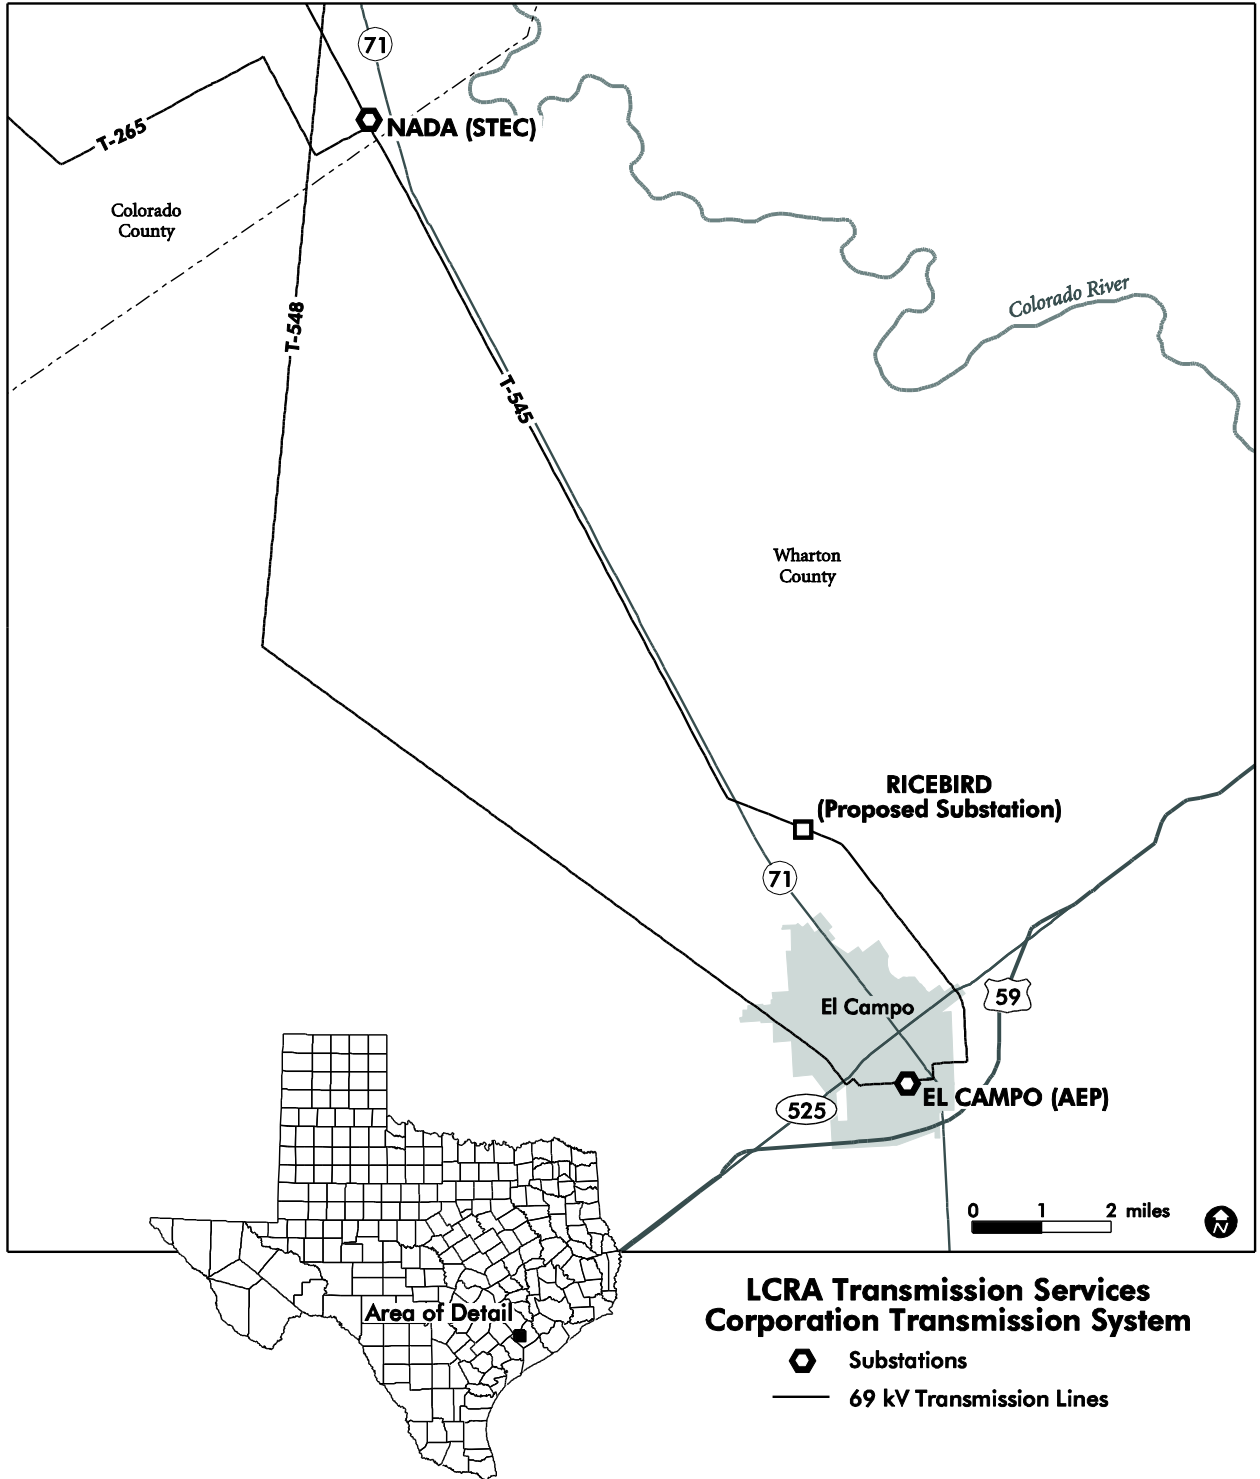 71
NADA (STEC)
T-265
Colorado
County
T-548
Colorado River
T-545
Wharton
County
RICEBIRD
(Proposed Substation)
71
59
El Campo
EL CAMPO (AEP)
525
0 1 2 miles
N
LCRA Transmission Services
Corporation Transmission System
Area of Detail
Substations
69 kV Transmission Lines